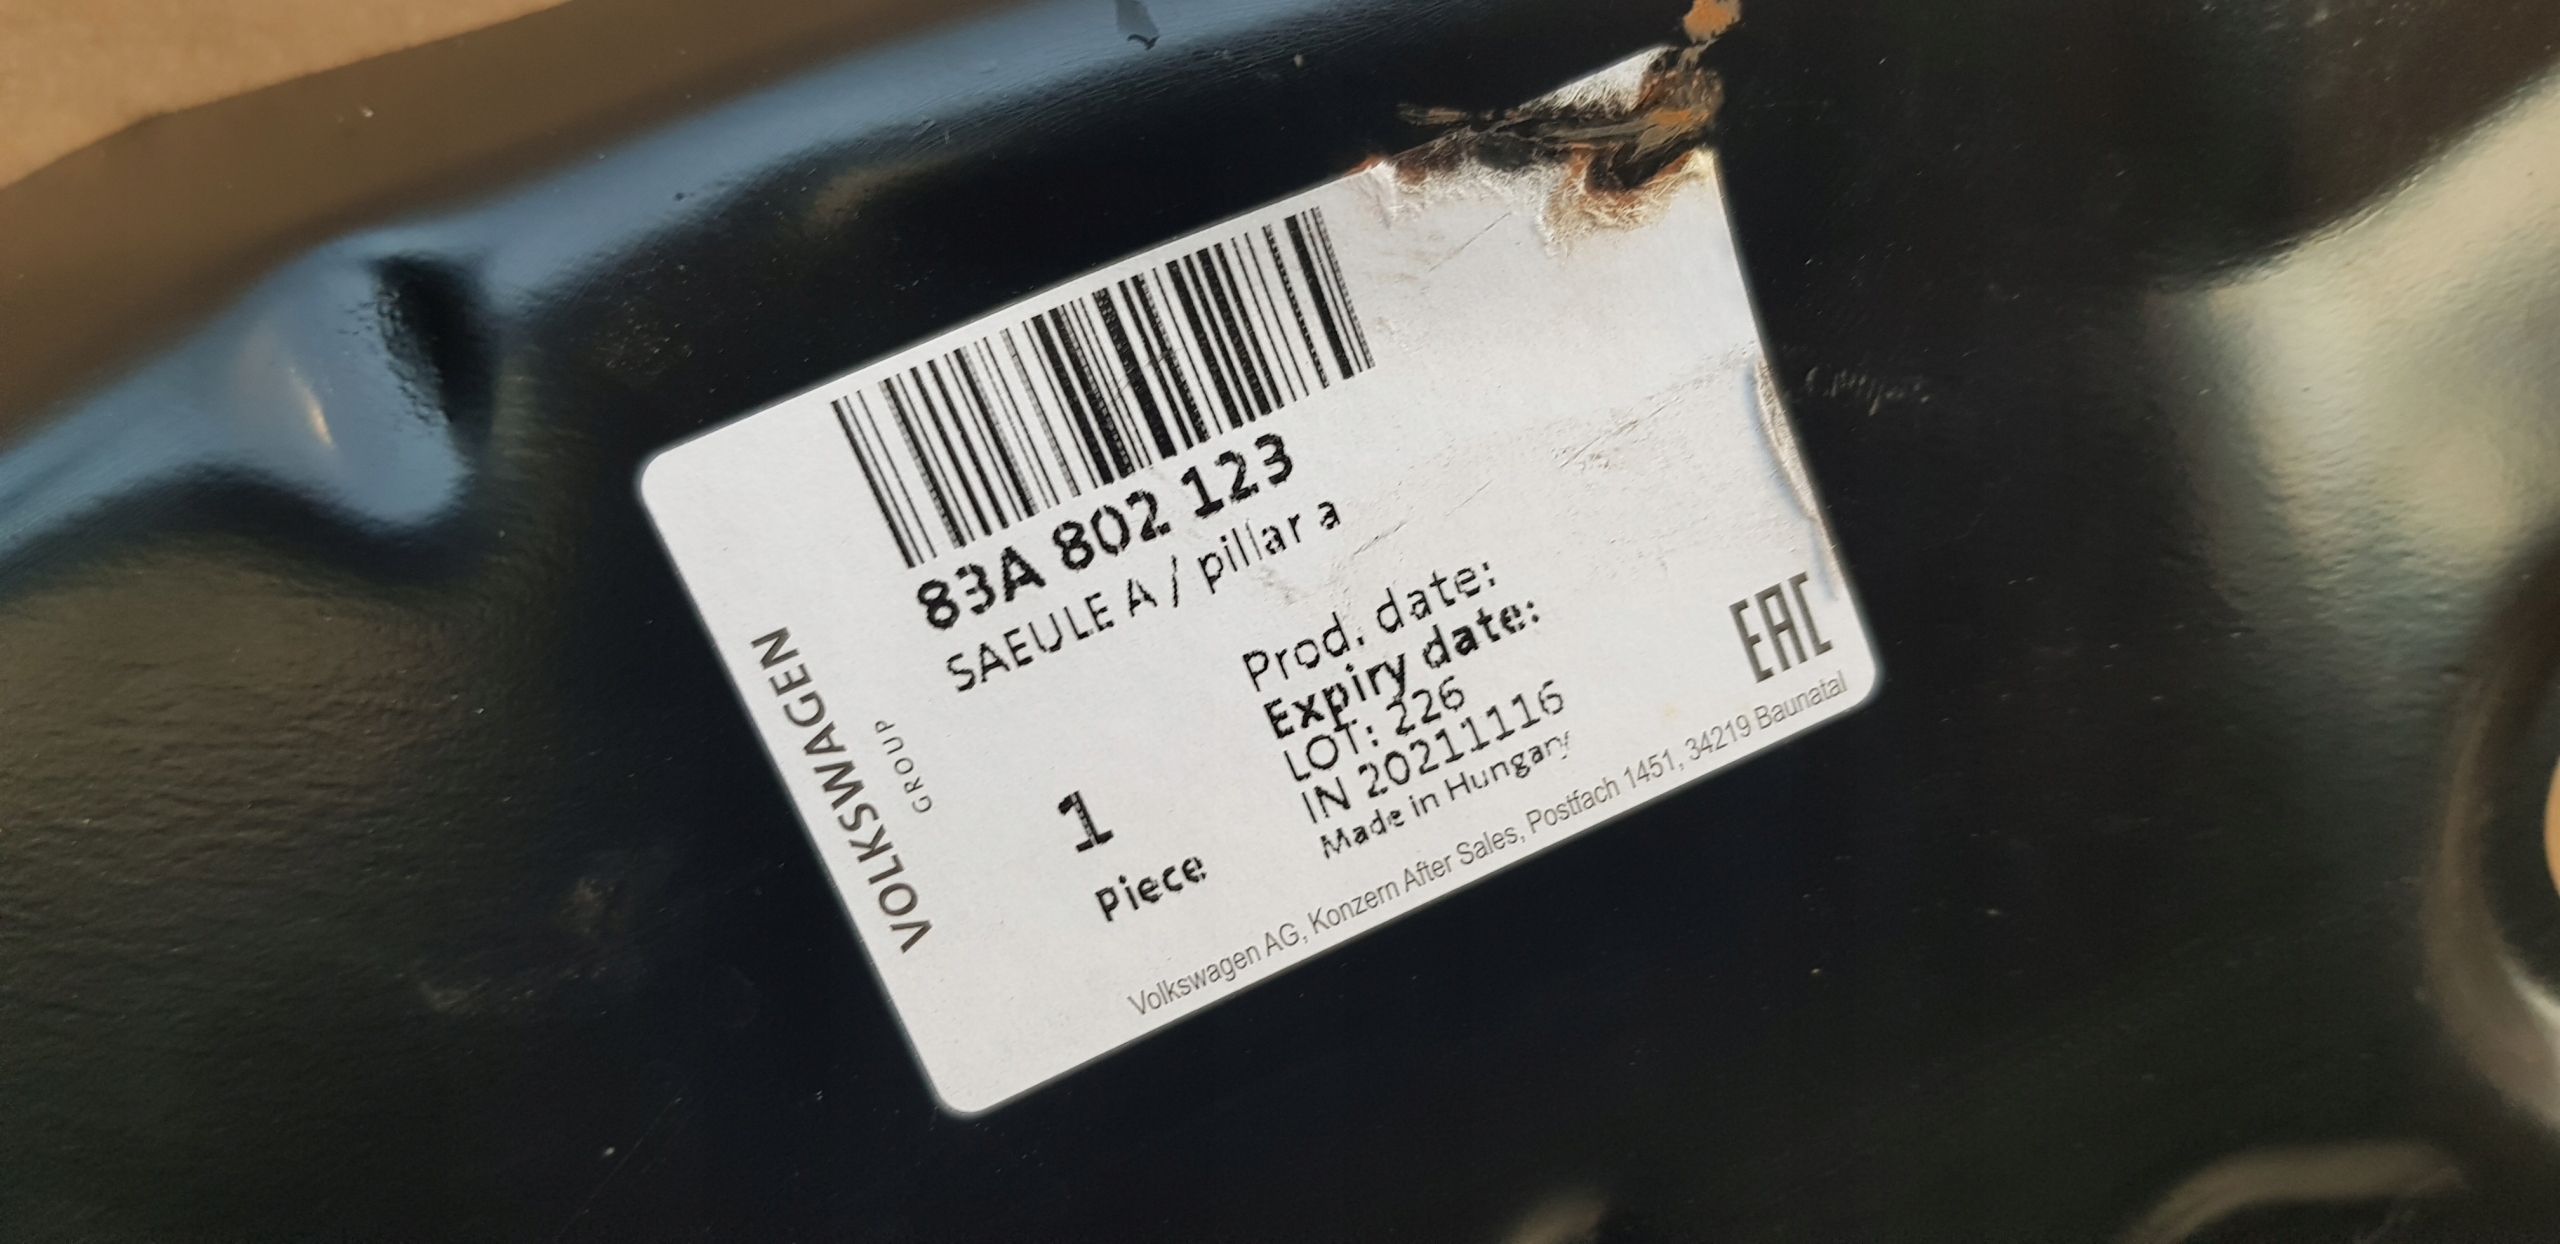 83A 802 123
SAEULE A / pillar a
Prod. date:
Expiry date:
LOT: 226
IN 20211116
Made in Hungary
1
Piece
VOLKSWAGEN
GROUP
EAC
Volkswagen AG, Konzern After Sales, Postfach 1451, 34219 Baunatal